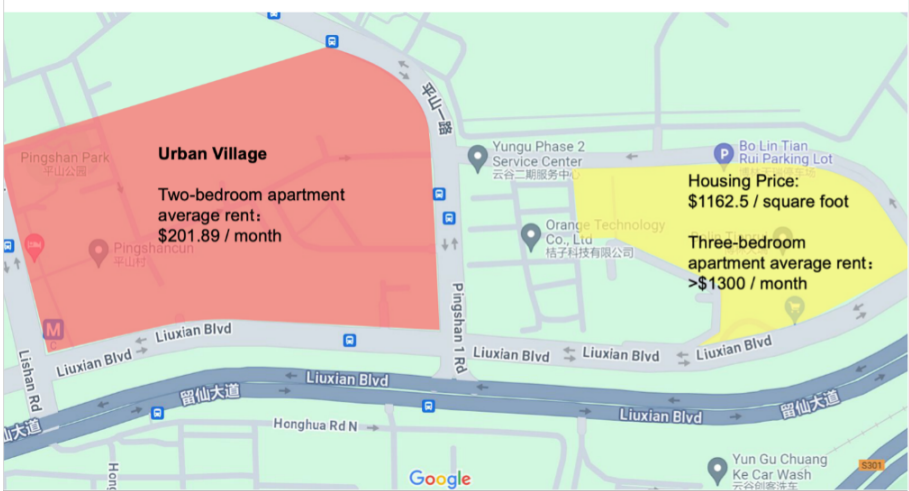 平山一路
Pingshan Park
平山公园
Urban Village
Two-bedroom apartment
average rent:
$201.89 / month
Pingshancun
平山村
M
Yungu Phase 2
Service Center
云谷二期服务中心
P
Bo Lin Tian
Rui Parking Lot
Housing Price:
$1162.5 / square foot
Orange Technology
Co., Ltd
桔子科技有限公司
Three-bedroom
apartment average rent:
>$1300 / month
Pingshan 1 Rd
Lishan Rd
Liuxian Blvd
Liuxian Blvd
Liuxian Blvd
Liuxian Blvd
Liuxian Blvd
Liuxian Blvd
留仙大道
Liuxian Blvd
留仙大道
仙大道
Honghua Rd N
Hong
Google
Yun Gu Chuang
Ke Car Wash
云谷创客洗车
S301